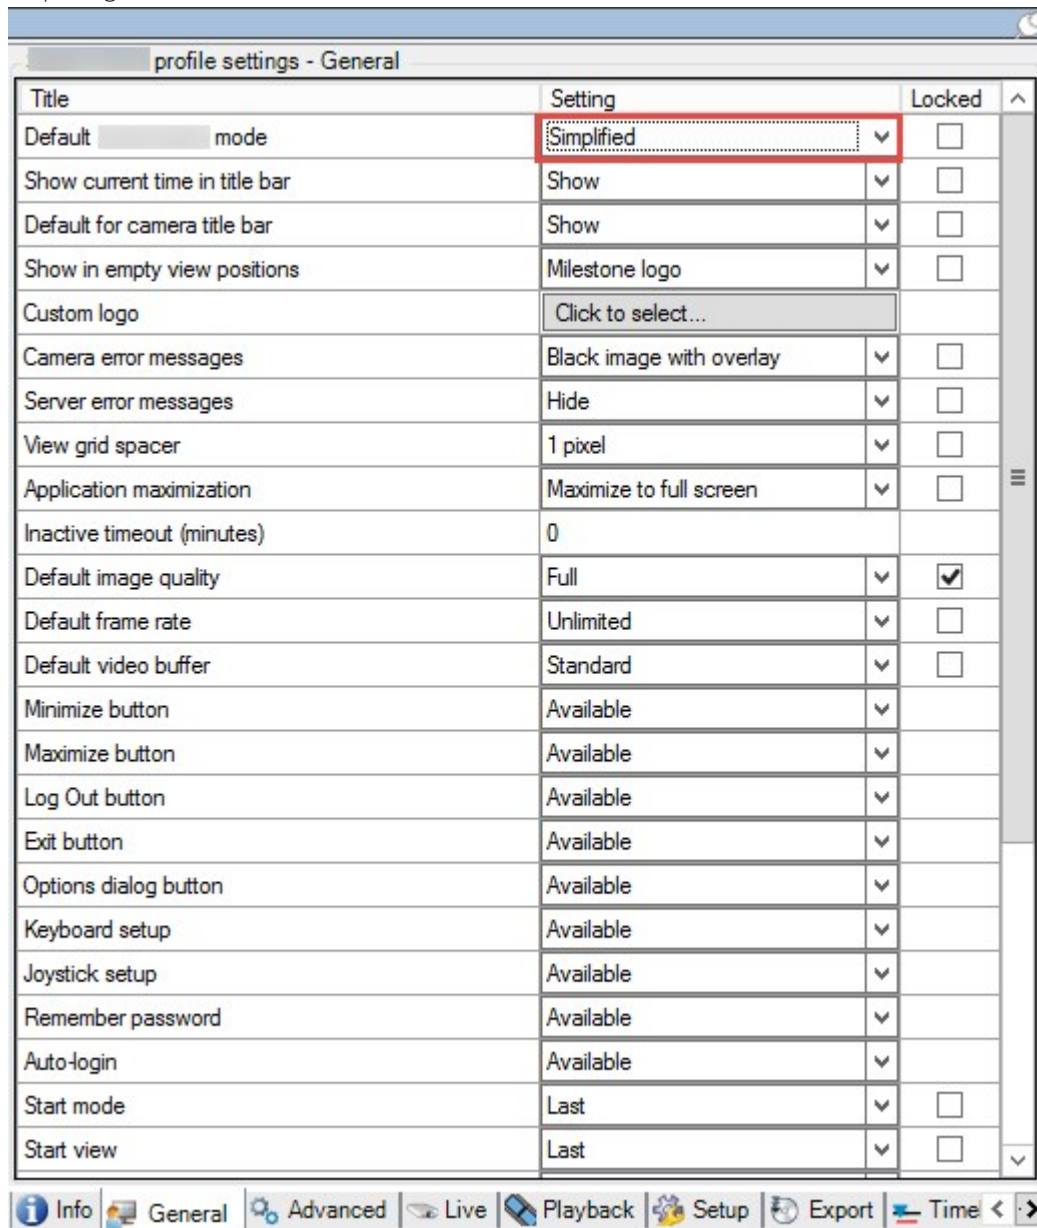 profile settings - General
Title Setting Locked
Default mode Simplified
Show current time in title bar Show
Default for camera title bar Show
Show in empty view positions Milestone logo
Custom logo Click to select...
Camera error messages Black image with overlay
Server error messages Hide
View grid spacer 1 pixel
Application maximization Maximize to full screen
Inactive timeout (minutes) 0
Default image quality Full
Default frame rate Unlimited
Default video buffer Standard
Minimize button Available
Maximize button Available
Log Out button Available
Exit button Available
Options dialog button Available
Keyboard setup Available
Joystick setup Available
Remember password Available
Auto-login Available
Start mode Last
Start view Last
Info General Advanced Live Playback Setup Export Time